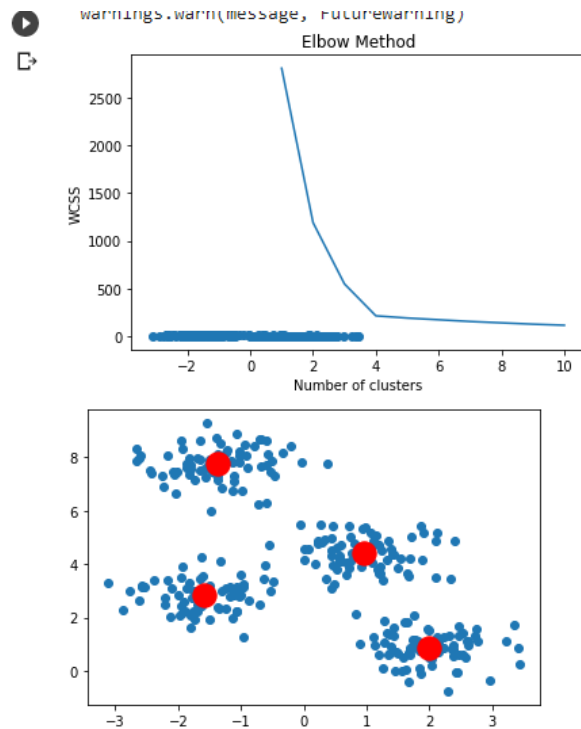 warnings.warn(message, FutureWarning)
Elbow Method
2500
2000
1500
1000
500
0
WCSS
−2 0 2 4 6 8 10
Number of clusters
8
6
4
2
0
−3 −2 −1 0 1 2 3